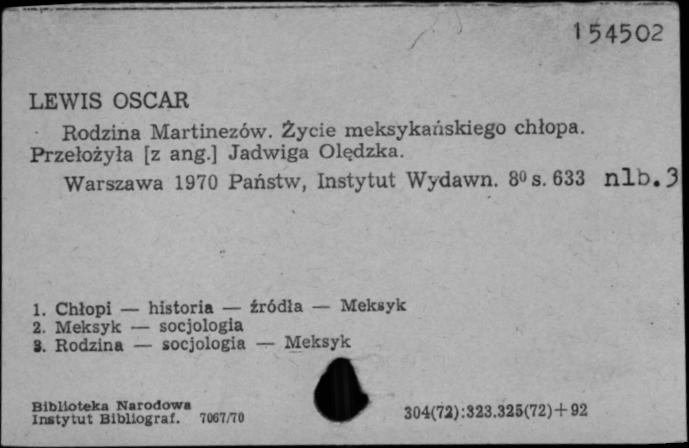 154502
LEWIS OSCAR
Rodzina Martinezów. Życie meksykańskiego chłopa.
Przełożyła [z ang.] Jadwiga Olędzka.
Warszawa 1970 Państw, Instytut Wydawn. 8⁰ s. 633 nlb. 3
1. Chłopi — historia — źródła — Meksyk
2. Meksyk — socjologia
3. Rodzina — socjologia — Meksyk
Biblioteka Narodowa
Instytut Bibliograf. 7067/70
304(72):323.325(72)+92